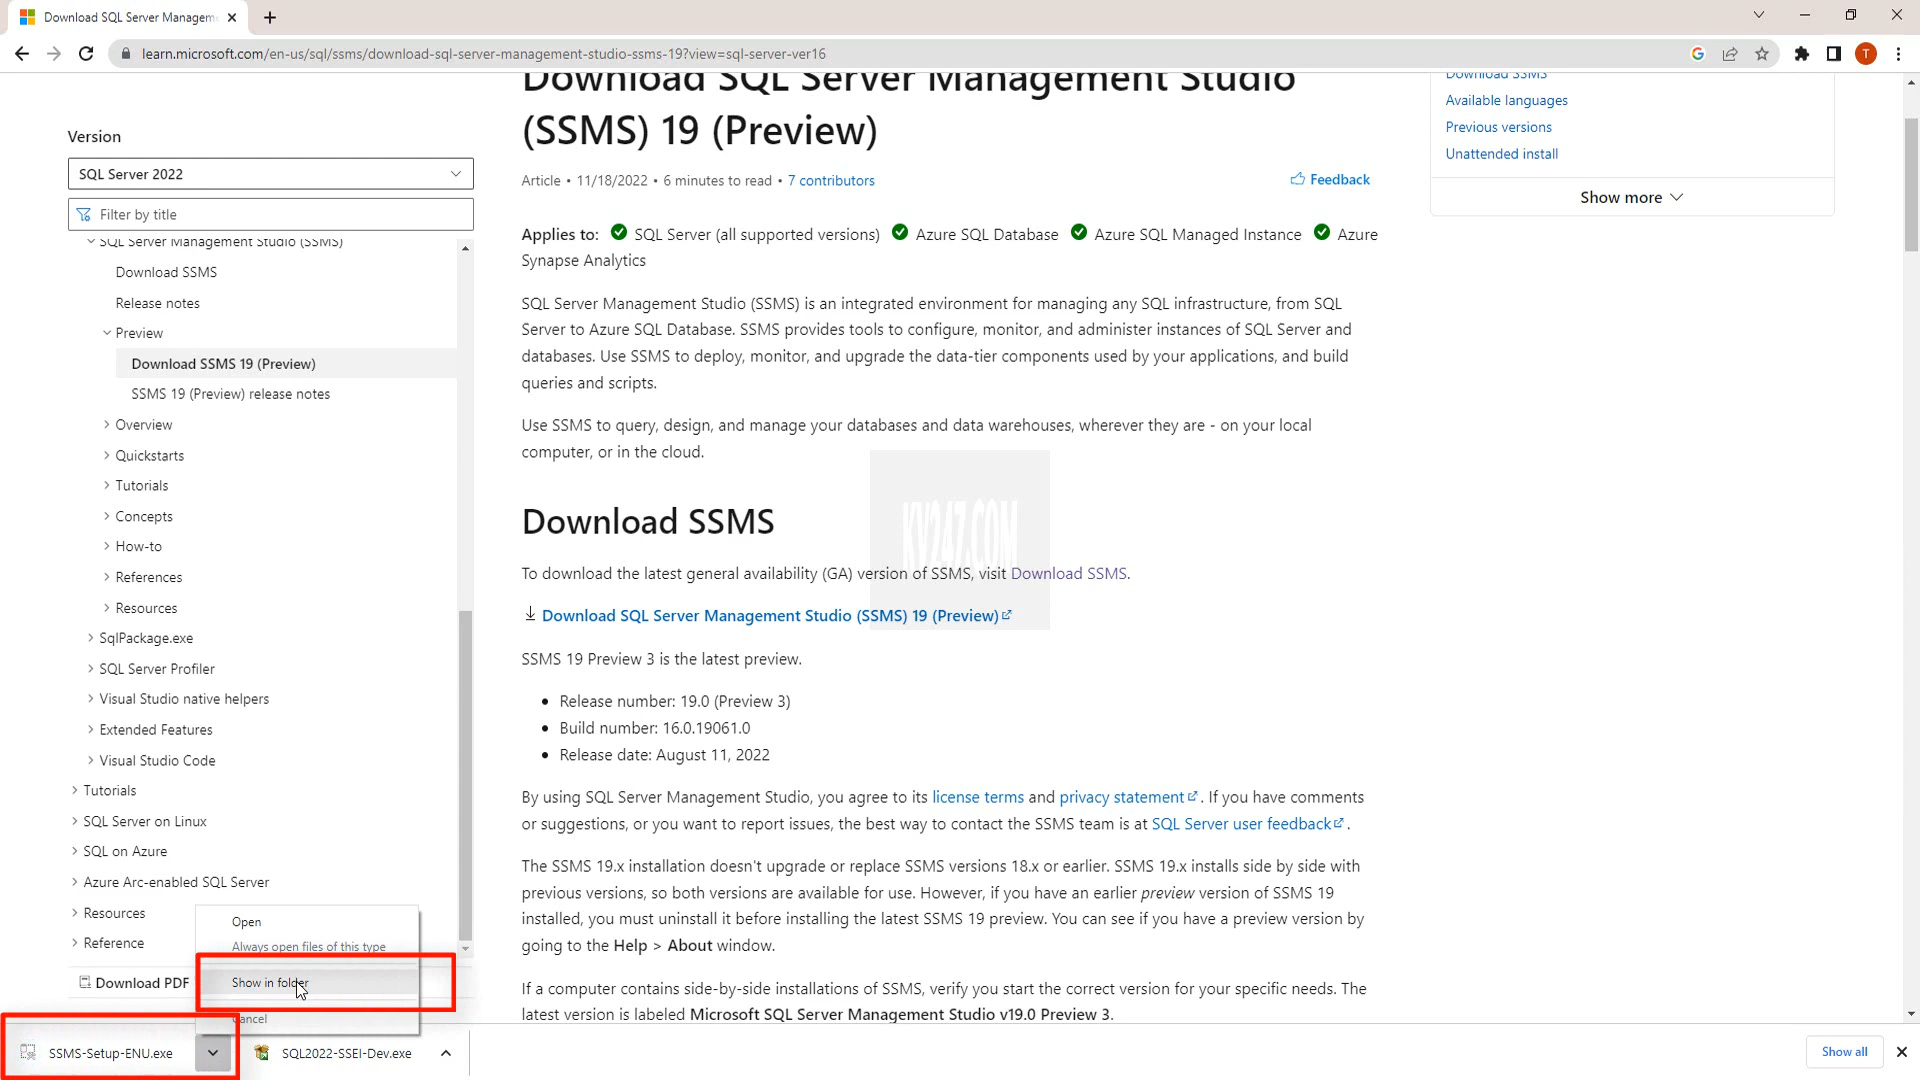 Download SQL Server Managem
learn.microsoft.com/en-us/sql/ssms/download-sql-server-management-studio-ssms-19?view=sql-server-ver16
T
Version
SQL Server 2022
Filter by title
SQL Server Management Studio (SSMS)
Download SSMS
Release notes
Preview
Download SSMS 19 (Preview)
SSMS 19 (Preview) release notes
Overview
Quickstarts
Tutorials
Concepts
How-to
References
Resources
SqlPackage.exe
SQL Server Profiler
Visual Studio native helpers
Extended Features
Visual Studio Code
Tutorials
SQL Server on Linux
SQL on Azure
Azure Arc-enabled SQL Server
Resources
Reference
Download PDF
Open
Always open files of this type
Show in folder
Cancel
Download SQL Server Management Studio
(SSMS) 19 (Preview)
Article • 11/18/2022 • 6 minutes to read • 7 contributors
Feedback
Applies to: SQL Server (all supported versions) Azure SQL Database Azure SQL Managed Instance Azure
Synapse Analytics
SQL Server Management Studio (SSMS) is an integrated environment for managing any SQL infrastructure, from SQL
Server to Azure SQL Database. SSMS provides tools to configure, monitor, and administer instances of SQL Server and
databases. Use SSMS to deploy, monitor, and upgrade the data-tier components used by your applications, and build
queries and scripts.
Use SSMS to query, design, and manage your databases and data warehouses, wherever they are - on your local
computer, or in the cloud.
Download SSMS
KV247.COM
To download the latest general availability (GA) version of SSMS, visit Download SSMS.
Download SQL Server Management Studio (SSMS) 19 (Preview)
SSMS 19 Preview 3 is the latest preview.
• Release number: 19.0 (Preview 3)
• Build number: 16.0.19061.0
• Release date: August 11, 2022
By using SQL Server Management Studio, you agree to its license terms and privacy statement. If you have comments
or suggestions, or you want to report issues, the best way to contact the SSMS team is at SQL Server user feedback.
The SSMS 19.x installation doesn't upgrade or replace SSMS versions 18.x or earlier. SSMS 19.x installs side by side with
previous versions, so both versions are available for use. However, if you have an earlier preview version of SSMS 19
installed, you must uninstall it before installing the latest SSMS 19 preview. You can see if you have a preview version by
going to the Help > About window.
If a computer contains side-by-side installations of SSMS, verify you start the correct version for your specific needs. The
latest version is labeled Microsoft SQL Server Management Studio v19.0 Preview 3.
Download SSMS
Available languages
Previous versions
Unattended install
Show more
SSMS-Setup-ENU.exe
SQL2022-SSEI-Dev.exe
Show all